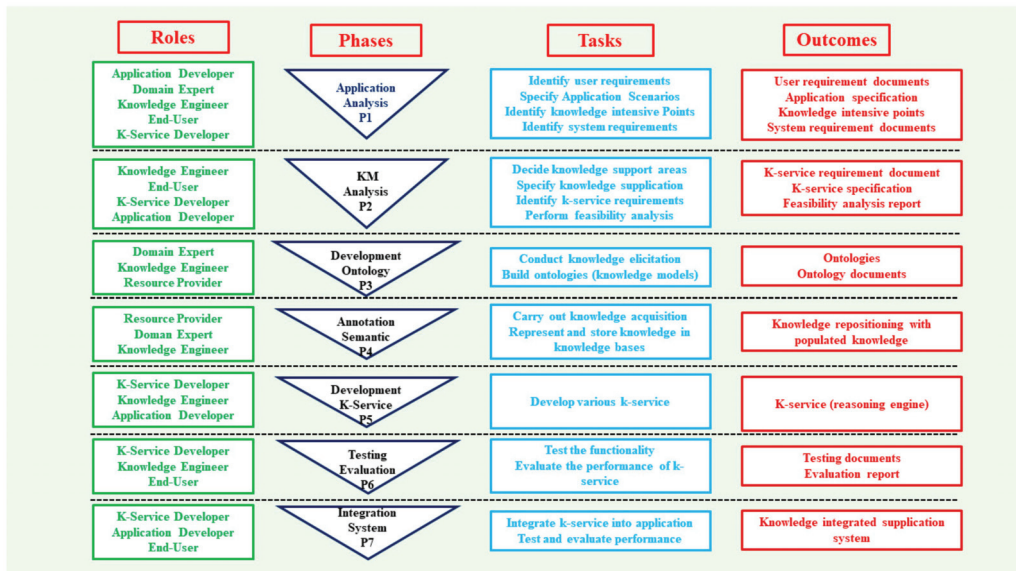 Roles
Phases
Tasks
Outcomes
Application Developer
Domain Expert
Knowledge Engineer
End-User
K-Service Developer
Application
Analysis
P1
Identify user requirements
Specify Application Scenarios
Identify knowledge intensive Points
Identify system requirements
User requirement documents
Application specification
Knowledge intensive points
System requirement documents
Knowledge Engineer
End-User
K-Service Developer
Application Developer
KM
Analysis
P2
Decide knowledge support areas
Specify knowledge supplication
Identify k-service requirements
Perform feasibility analysis
K-service requirement document
K-service specification
Feasibility analysis report
Domain Expert
Knowledge Engineer
Resource Provider
Development
Ontology
P3
Conduct knowledge elicitation
Build ontologies (knowledge models)
Ontologies
Ontology documents
Resource Provider
Doman Expert
Knowledge Engineer
Annotation
Semantic
P4
Carry out knowledge acquisition
Represent and store knowledge in
knowledge bases
Knowledge repositioning with
populated knowledge
K-Service Developer
Knowledge Engineer
Application Developer
Development
K-Service
P5
Develop various k-service
K-service (reasoning engine)
K-Service Developer
Knowledge Engineer
End-User
Testing
Evaluation
P6
Test the functionality
Evaluate the performance of k-
service
Testing documents
Evaluation report
K-Service Developer
Application Developer
End-User
Integration
System
P7
Integrate k-service into application
Test and evaluate performance
Knowledge integrated supplication
system